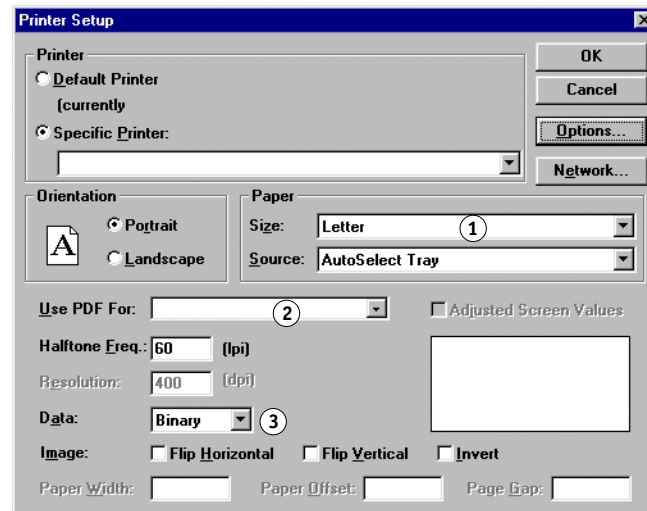 Printer Setup
Printer
Default Printer
(currently
Specific Printer:
OK
Cancel
Options...
Network...
Orientation
A
Portrait
Landscape
Paper
Size: Letter 1
Source: AutoSelect Tray
Use PDF For: 2
Adjusted Screen Values
Halftone Freq.: 60 (lpi)
Resolution: 400 (dpi)
Data: Binary 3
Image: Flip Horizontal Flip Vertical Invert
Paper Width: Paper Offset: Page Gap: